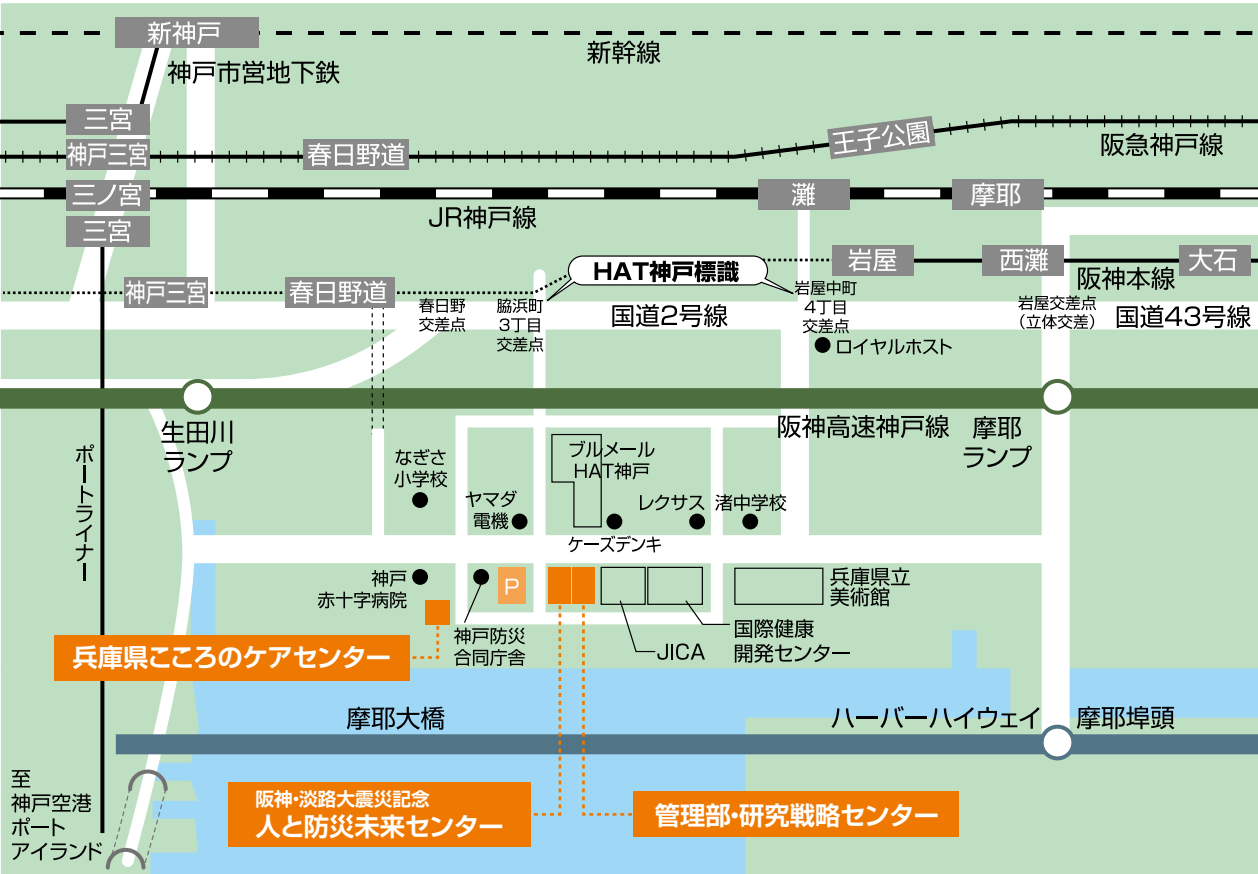 新神戸
新幹線
神戸市営地下鉄
三宮
神戸三宮
春日野道
王子公園
阪急神戸線
三ノ宮
灘
摩耶
JR神戸線
三宮
HAT神戸標識
岩屋
西灘
大石
阪神本線
神戸三宮
春日野道
春日野
交差点
脇浜町
3丁目
交差点
国道2号線
岩屋中町
4丁目
交差点
岩屋交差点
(立体交差)
国道43号線
ロイヤルホスト
生田川
ランプ
阪神高速神戸線
摩耶
ランプ
ポートライナー
なぎさ
小学校
ブルメール
HAT神戸
ヤマダ
電機
レクサス
渚中学校
ケーズデンキ
神戸
赤十字病院
P
兵庫県立
美術館
神戸防災
合同庁舎
JICA
国際健康
開発センター
兵庫県こころのケアセンター
摩耶大橋
ハーバーハイウェイ
摩耶埠頭
至
神戸空港
ポート
アイランド
阪神・淡路大震災記念
人と防災未来センター
管理部・研究戦略センター